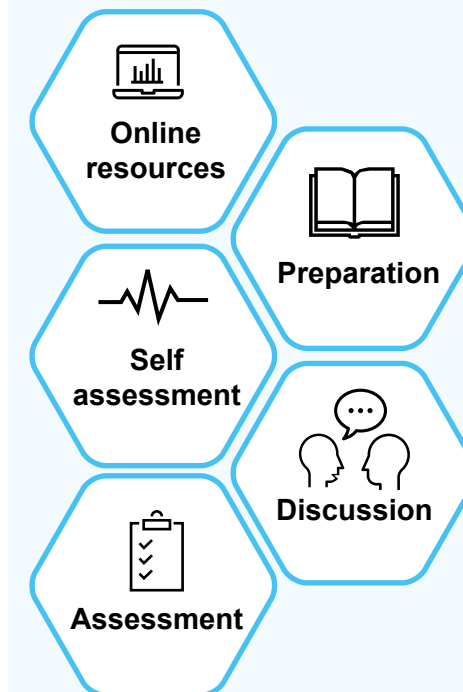 Online
resources
Preparation
Self
assessment
Discussion
Assessment